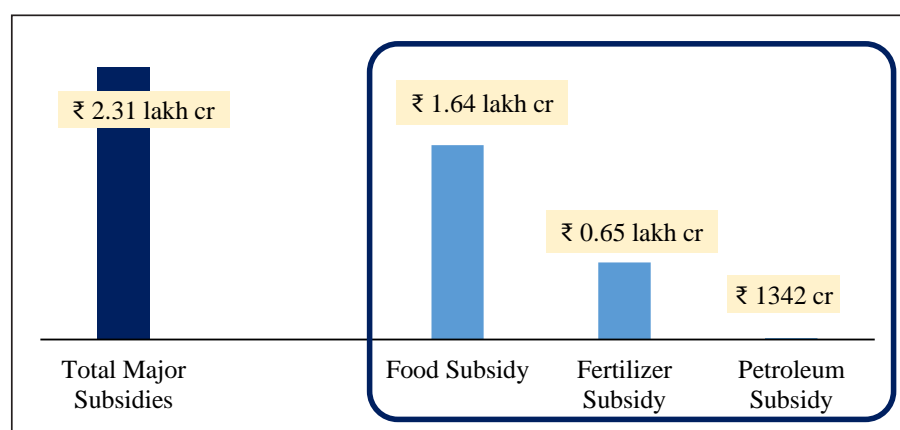 ₹ 2.31 lakh cr
₹ 1.64 lakh cr
₹ 0.65 lakh cr
₹ 1342 cr
Total Major
Subsidies
Food Subsidy
Fertilizer
Subsidy
Petroleum
Subsidy